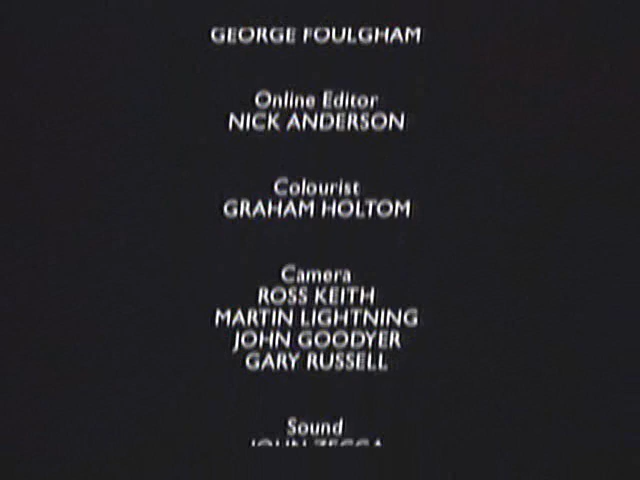 GEORGE FOULGHAM
Online Editor
NICK ANDERSON
Colourist
GRAHAM HOLTOM
Camera
ROSS KEITH
MARTIN LIGHTNING
JOHN GOODYER
GARY RUSSELL
Sound